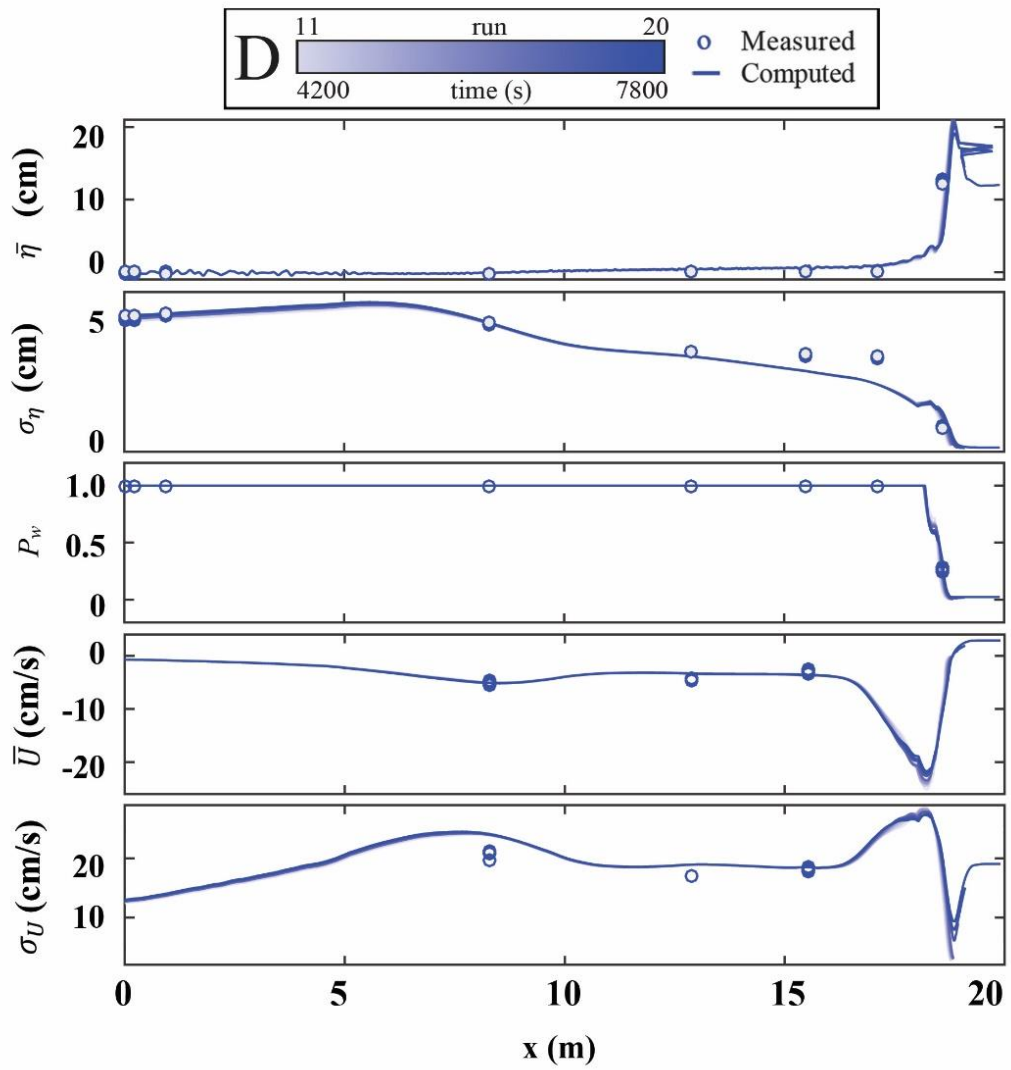 D
11 run 20
4200 time (s) 7800
Measured
Computed
20
10
0
η̄ (cm)
5
0
σ_η (cm)
1.0
0.5
0
P_w
0
-10
-20
U̅ (cm/s)
20
10
σ_U (cm/s)
0 5 10 15 20
x (m)